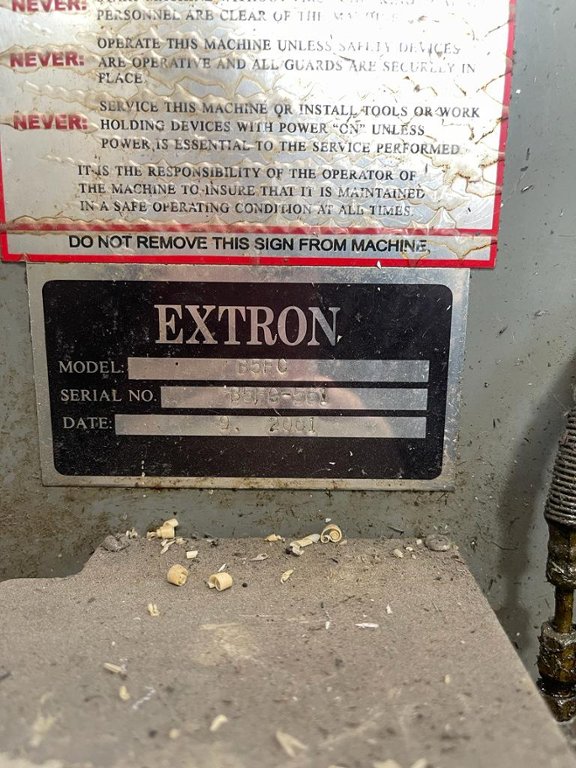 NEVER:
PERSONNEL ARE CLEAR OF THE
OPERATE THIS MACHINE UNLESS SAFETY DEVICES
NEVER: ARE OPERATIVE AND ALL GUARDS ARE SECURELY IN
PLACE.
SERVICE THIS MACHINE OR INSTALL TOOLS OR WORK
NEVER: HOLDING DEVICES WITH POWER "ON" UNLESS
POWER IS ESSENTIAL TO THE SERVICE PERFORMED
IT IS THE RESPONSIBILITY OF THE OPERATOR OF
THE MACHINE TO INSURE THAT IT IS MAINTAINED
IN A SAFE OPERATING CONDITION AT ALL TIMES.
DO NOT REMOVE THIS SIGN FROM MACHINE.
EXTRON
MODEL:
SERIAL NO.
DATE: 9. 2001